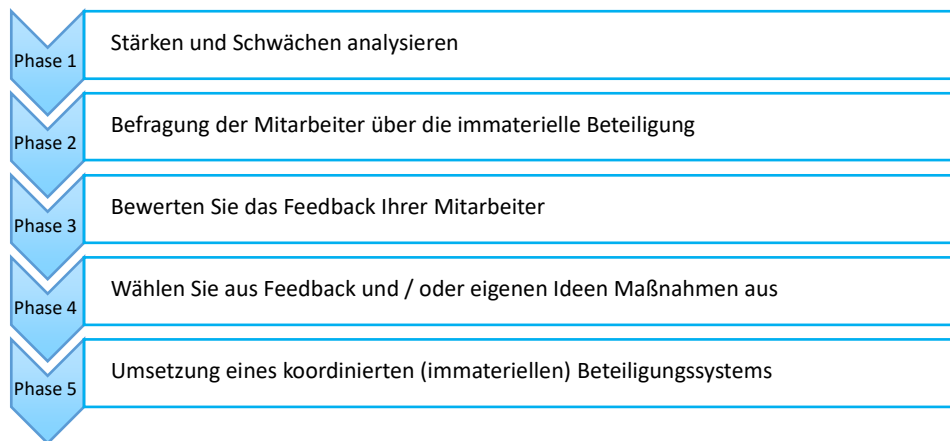 Phase 1
Stärken und Schwächen analysieren
Phase 2
Befragung der Mitarbeiter über die immaterielle Beteiligung
Phase 3
Bewerten Sie das Feedback Ihrer Mitarbeiter
Phase 4
Wählen Sie aus Feedback und / oder eigenen Ideen Maßnahmen aus
Phase 5
Umsetzung eines koordinierten (immateriellen) Beteiligungssystems